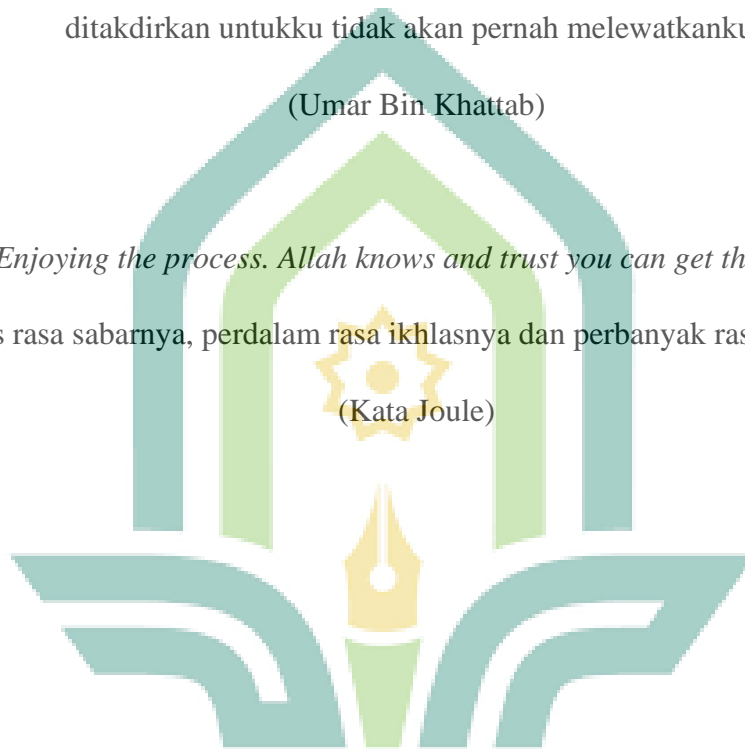 ditakdirkan untukku tidak akan pernah melewatkanku
(Umar Bin Khattab)
Enjoying the process. Allah knows and trust you can get th
s rasa sabarnya, perdalam rasa ikhlasnya dan perbanyak ras
(Kata Joule)